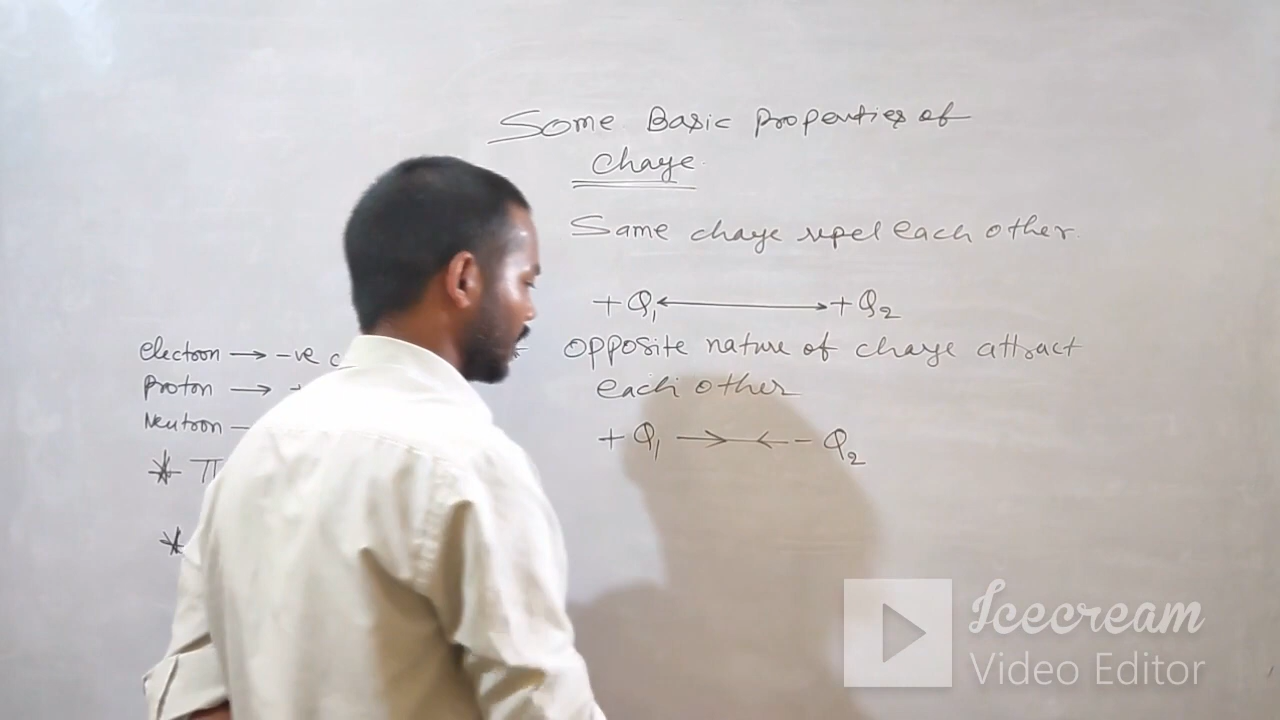 Some Basic properties of
Charge.
Same charge repel each other.
+Q₁ ←→ +Q₂
opposite nature of charge attract
each other
+Q₁ →← -Q₂
electron → -ve
proton →
Neutron
*
*
Icecream
Video Editor